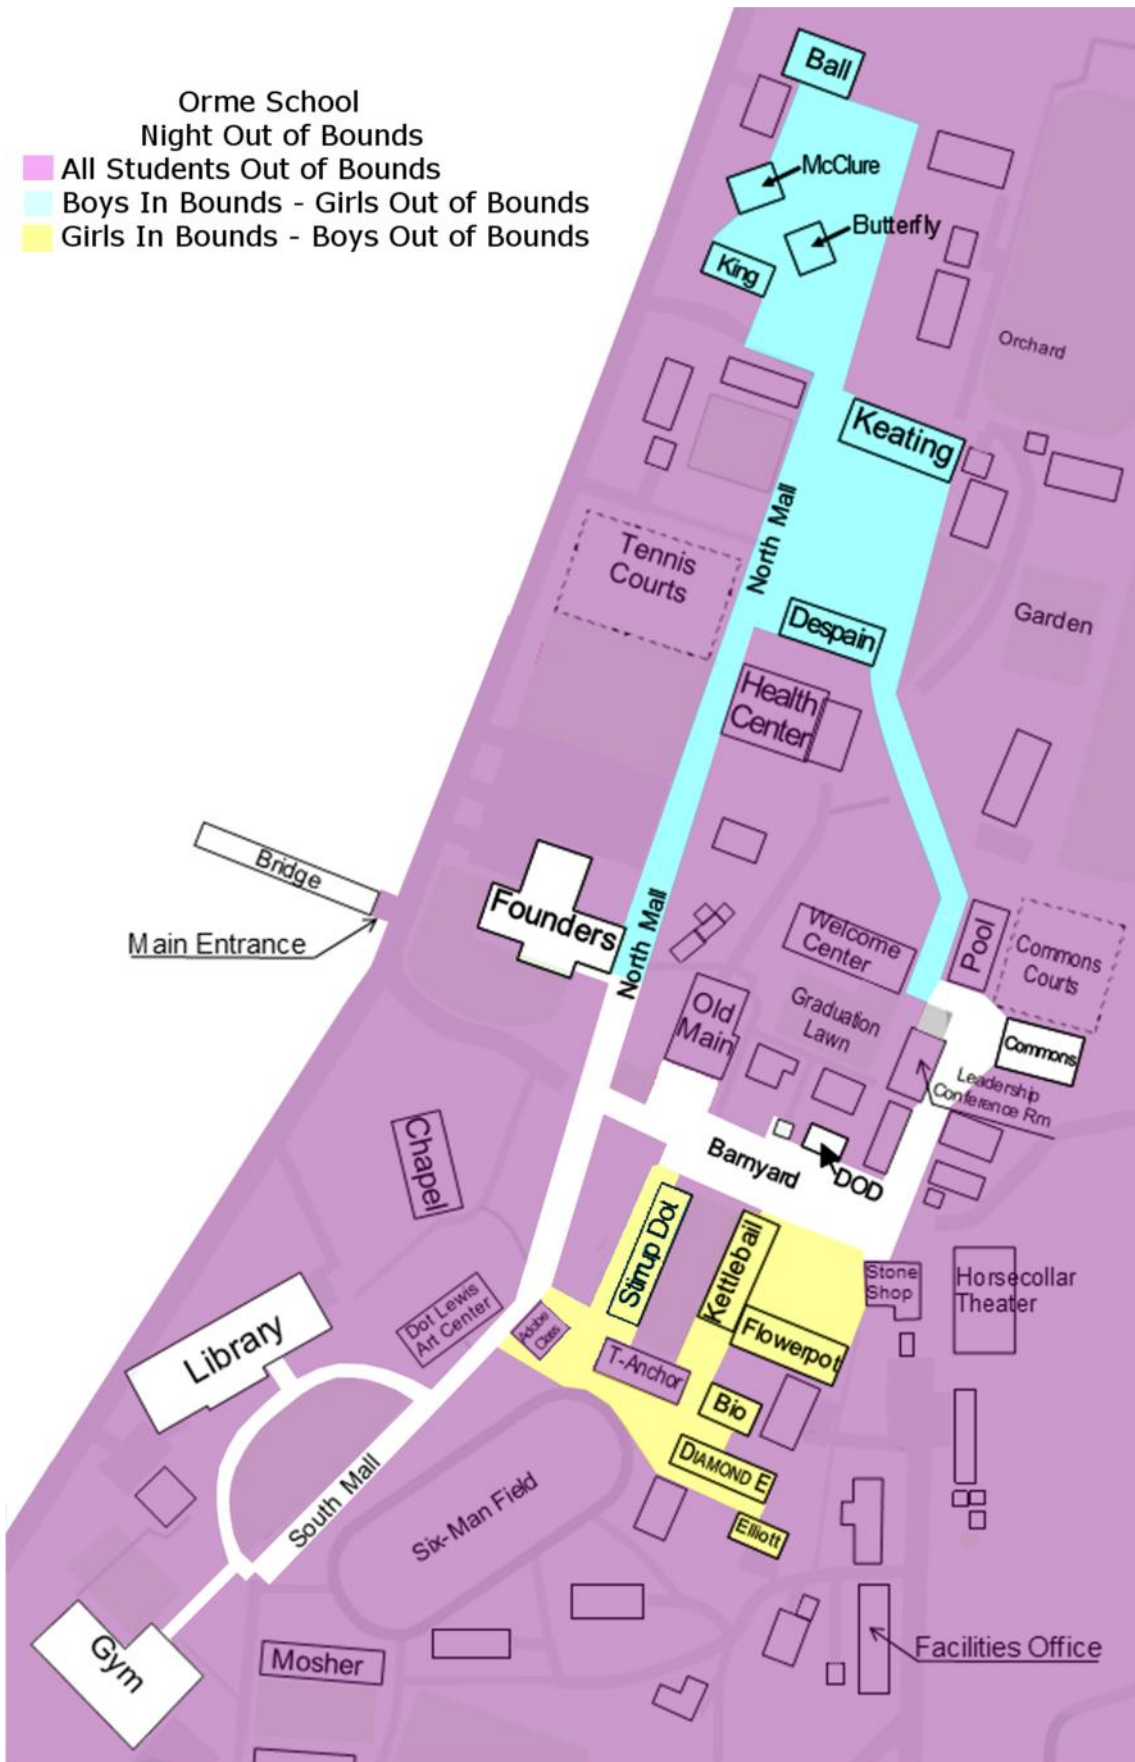 Orme School
Night Out of Bounds
All Students Out of Bounds
Boys In Bounds - Girls Out of Bounds
Girls In Bounds - Boys Out of Bounds
Ball
McClure
Butterfly
King
Orchard
Keating
North Mall
Tennis
Courts
Garden
Despain
Health
Center
Bridge
Main Entrance
Founders
North Mall
Welcome
Center
Pool
Commons
Courts
Old
Main
Graduation
Lawn
Commons
Leadership
Conference Rm
Chapel
Barnyard
DOD
Stirrup Dot
Kettlebail
Stone
Shop
Horsecollar
Theater
Dot Lewis
Art Center
Adobe
Class
Flowerpot
Library
T-Anchor
Bio
DIAMOND E
South Mall
Six-Man Field
Elliott
Gym
Mosher
Facilities Office